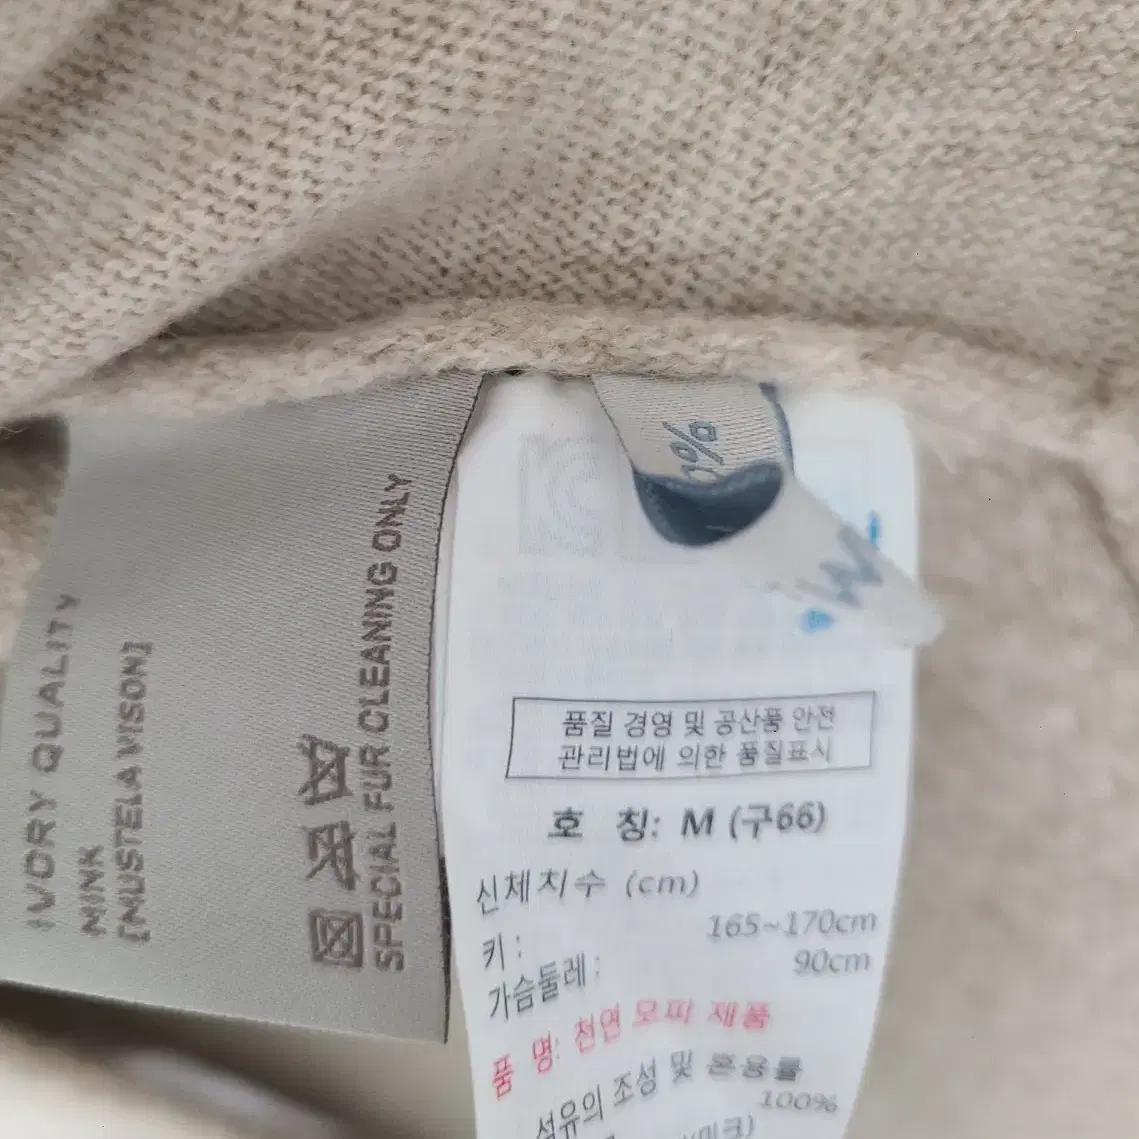 IVORY QUALITY
MINK
[MUSTELA VISON]
SPECIAL FUR CLEANING ONLY
%
M
품질 경영 및 공산품 안전
관리법에 의한 품질표시
호 칭: M (구66)
신체치수 (cm)
키 : 165~170cm
가슴둘레 : 90cm
품 명: 천연 모피 제품
섬유의 조성 및 혼용률
100%
(밍크)